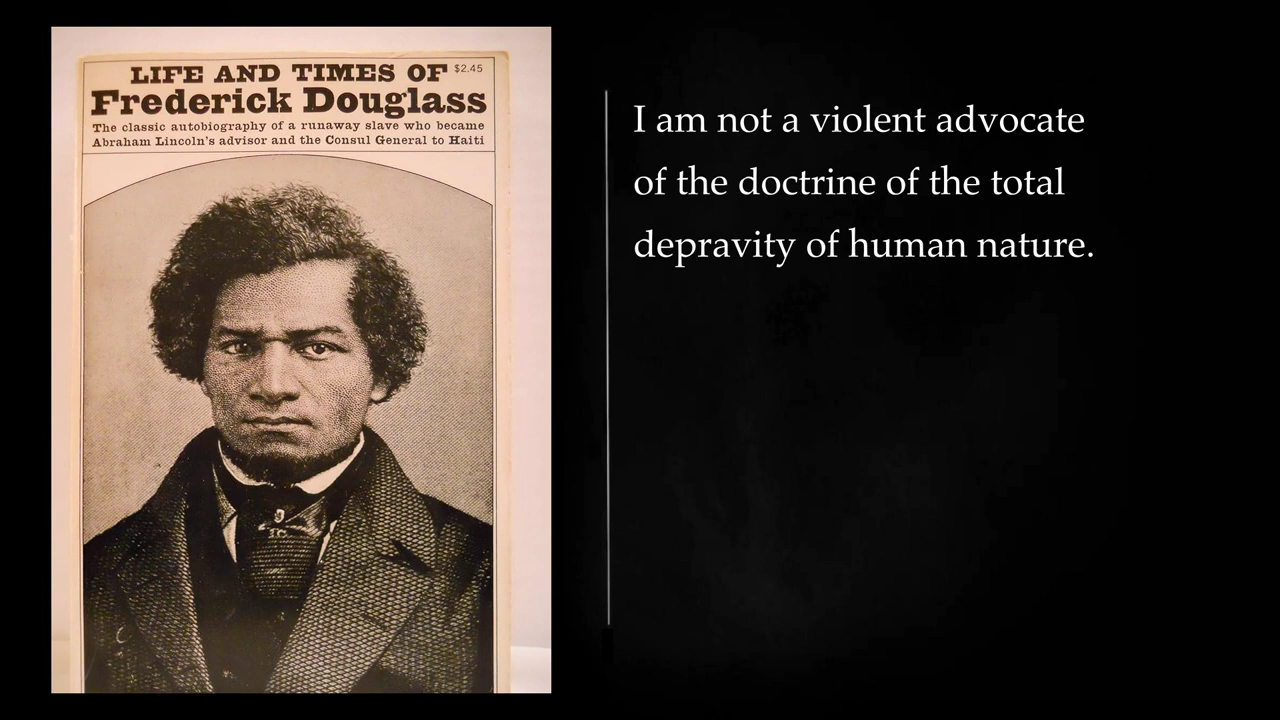 LIFE AND TIMES OF $2.45
Frederick Douglass
The classic autobiography of a runaway slave who became
Abraham Lincoln's advisor and the Consul General to Haiti
I am not a violent advocate
of the doctrine of the total
depravity of human nature.